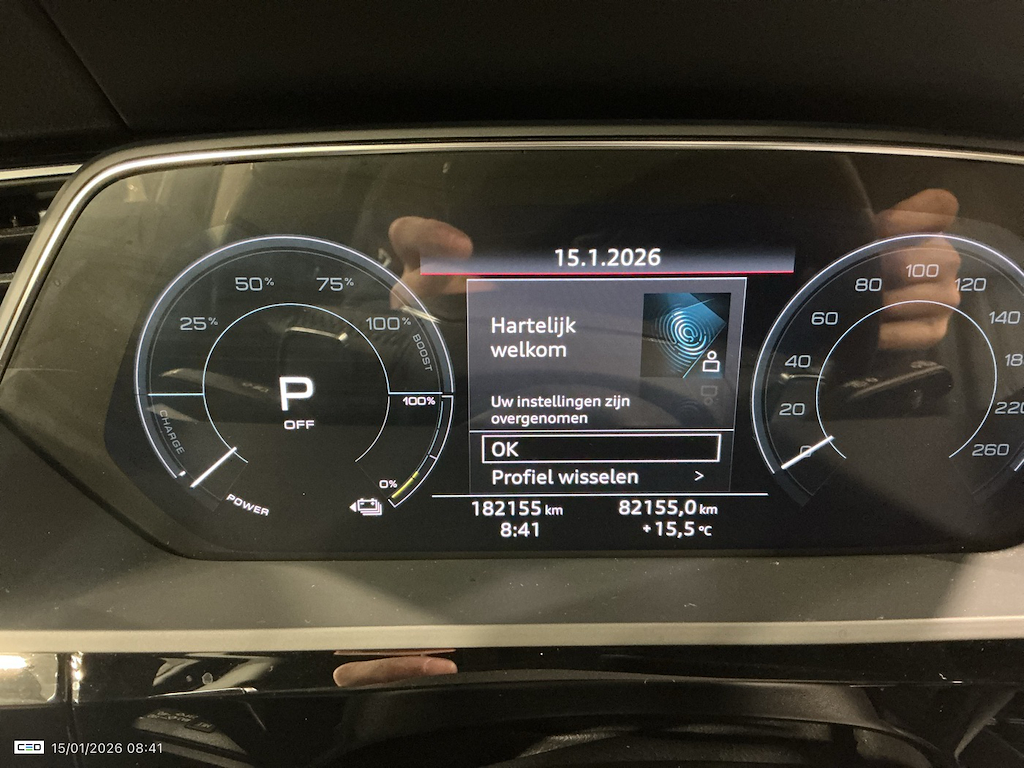 15.1.2026
50%
75%
25%
100%
BOOST
P
OFF
100%
CHARGE
0%
POWER
Hartelijk
welkom
Uw instellingen zijn
overgenomen
OK
Profiel wisselen >
182155 km
82155,0 km
8:41
+15,5 °C
0
20
40
60
80
100
120
140
18
220
260
CEO 15/01/2026 08:41